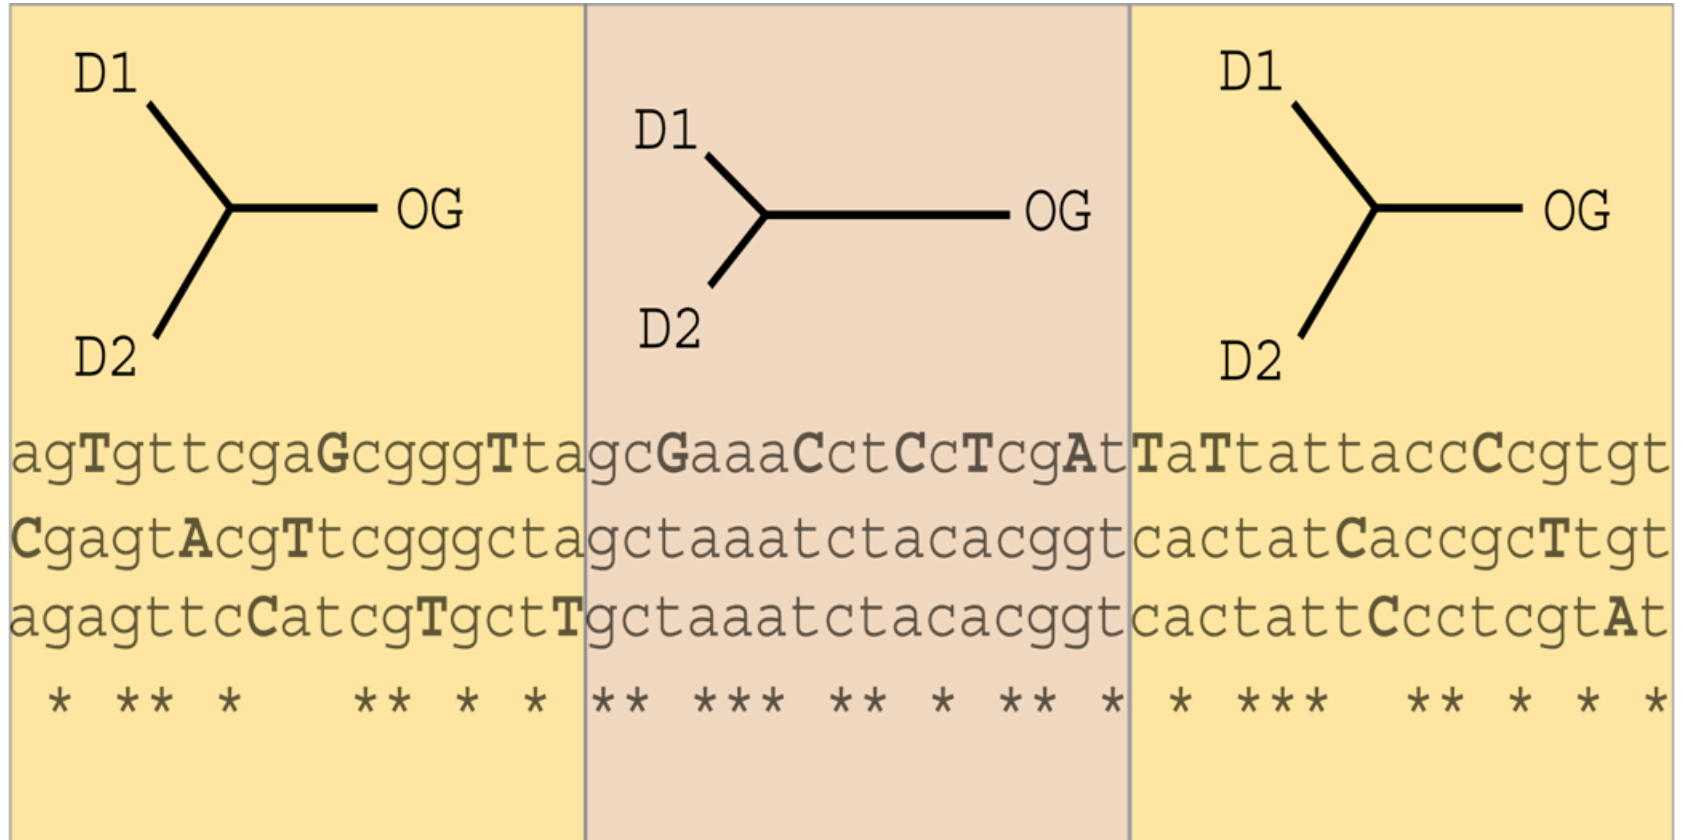 D1 D1
D1
OG OG OG
D2
D2 D2
agTgttcgaGcgggTtagcGaaaCctCcTcgAtTaTtattaccCcgtgt
CgagtAcgTtcgggctagctaaatctacacggtcactatCaccgcTtgt
agagttcCatcgTgctTgctaaatctacacggtcactattCcctcgtAt
* ** * ** * * ** *** ** * ** * * *** ** * * *